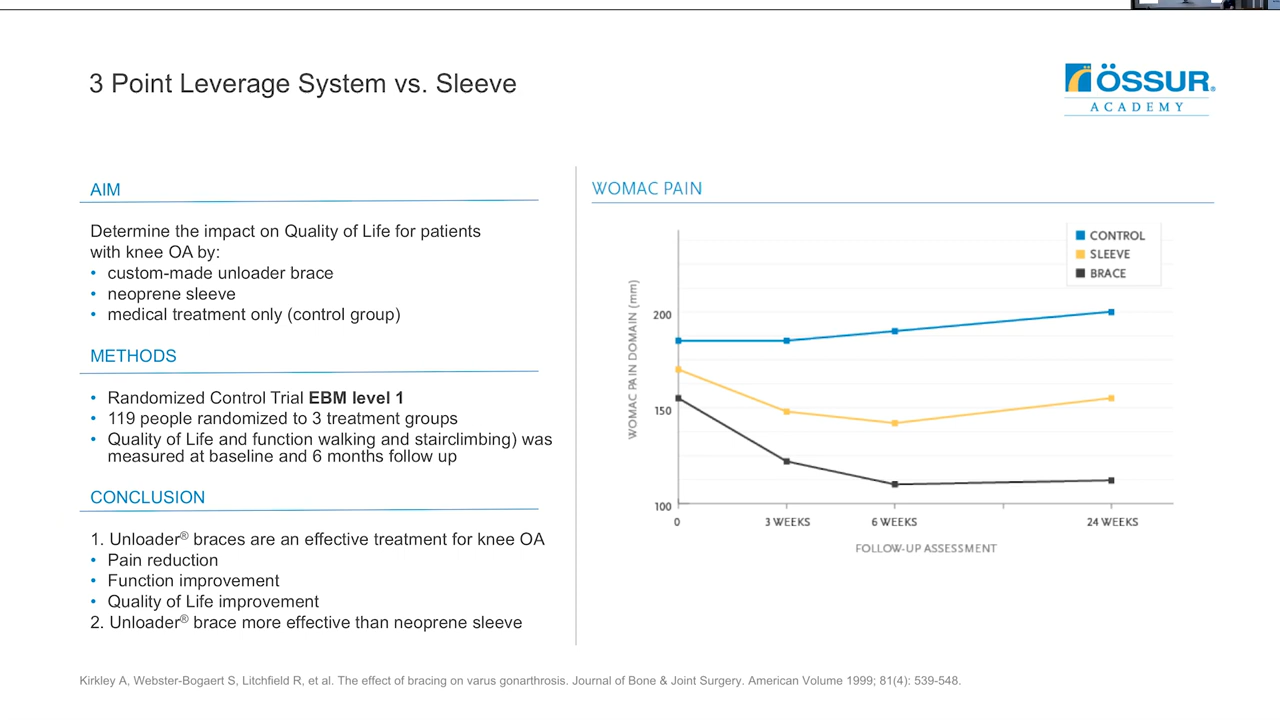 3 Point Leverage System vs. Sleeve
ÖSSUR®
ACADEMY
AIM
Determine the impact on Quality of Life for patients
with knee OA by:
• custom-made unloader brace
• neoprene sleeve
• medical treatment only (control group)
METHODS
• Randomized Control Trial EBM level 1
• 119 people randomized to 3 treatment groups
• Quality of Life and function walking and stairclimbing) was
measured at baseline and 6 months follow up
CONCLUSION
1. Unloader® braces are an effective treatment for knee OA
• Pain reduction
• Function improvement
• Quality of Life improvement
2. Unloader® brace more effective than neoprene sleeve
WOMAC PAIN
CONTROL
SLEEVE
BRACE
WOMAC PAIN DOMAIN (mm)
200
150
100
0
3 WEEKS
6 WEEKS
24 WEEKS
FOLLOW-UP ASSESSMENT
Kirkley A, Webster-Bogaert S, Litchfield R, et al. The effect of bracing on varus gonarthrosis. Journal of Bone & Joint Surgery. American Volume 1999; 81(4): 539-548.